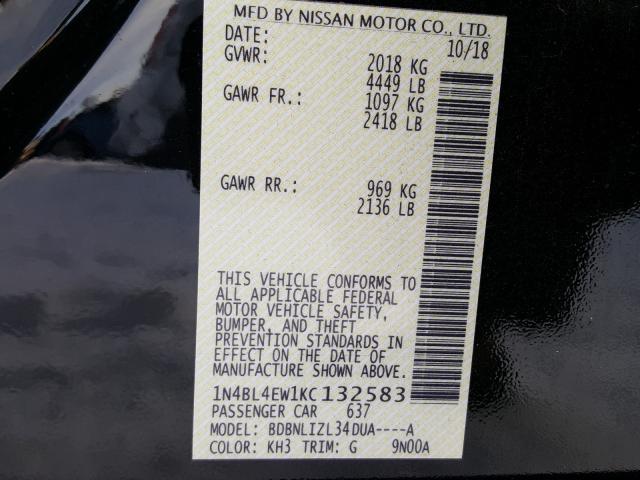 MFD BY NISSAN MOTOR CO., LTD.
DATE: 10/18
GVWR: 2018 KG
4449 LB
GAWR FR.: 1097 KG
2418 LB
GAWR RR.: 969 KG
2136 LB
THIS VEHICLE CONFORMS TO
ALL APPLICABLE FEDERAL
MOTOR VEHICLE SAFETY,
BUMPER, AND THEFT
PREVENTION STANDARDS IN
EFFECT ON THE DATE OF
MANUFACTURE SHOWN ABOVE.
1N4BL4EW1KC132583
PASSENGER CAR 637
MODEL: BDBNLIZL34DUA----A
COLOR: KH3 TRIM: G 9N00A